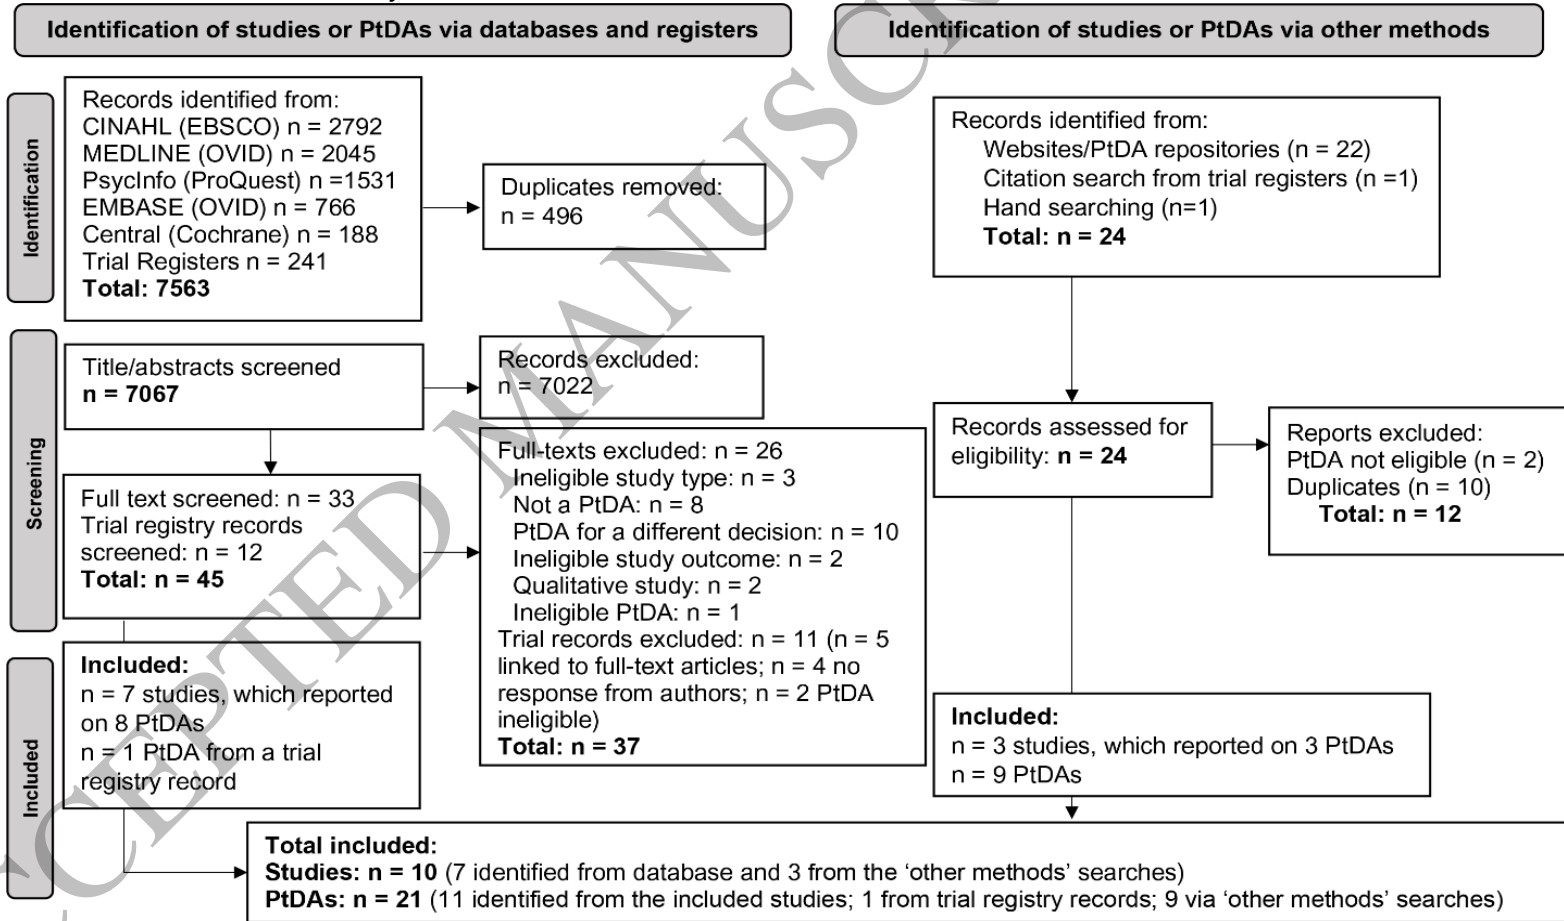 Identification of studies or PtDAs via databases and registers
Identification of studies or PtDAs via other methods
Identification
Records identified from:
CINAHL (EBSCO) n = 2792
MEDLINE (OVID) n = 2045
PsycInfo (ProQuest) n =1531
EMBASE (OVID) n = 766
Central (Cochrane) n = 188
Trial Registers n = 241
Total: 7563
Duplicates removed:
n = 496
Records identified from:
Websites/PtDA repositories (n = 22)
Citation search from trial registers (n =1)
Hand searching (n=1)
Total: n = 24
Screening
Title/abstracts screened
n = 7067
Records excluded:
n = 7022
Full text screened: n = 33
Trial registry records
screened: n = 12
Total: n = 45
Full-texts excluded: n = 26
Ineligible study type: n = 3
Not a PtDA: n = 8
PtDA for a different decision: n = 10
Ineligible study outcome: n = 2
Qualitative study: n = 2
Ineligible PtDA: n = 1
Trial records excluded: n = 11 (n = 5
linked to full-text articles; n = 4 no
response from authors; n = 2 PtDA
ineligible)
Total: n = 37
Records assessed for
eligibility: n = 24
Reports excluded:
PtDA not eligible (n = 2)
Duplicates (n = 10)
Total: n = 12
Included
Included:
n = 7 studies, which reported
on 8 PtDAs
n = 1 PtDA from a trial
registry record
Included:
n = 3 studies, which reported on 3 PtDAs
n = 9 PtDAs
Total included:
Studies: n = 10 (7 identified from database and 3 from the ‘other methods’ searches)
PtDAs: n = 21 (11 identified from the included studies; 1 from trial registry records; 9 via ‘other methods’ searches)
CEPTED MANUSCR